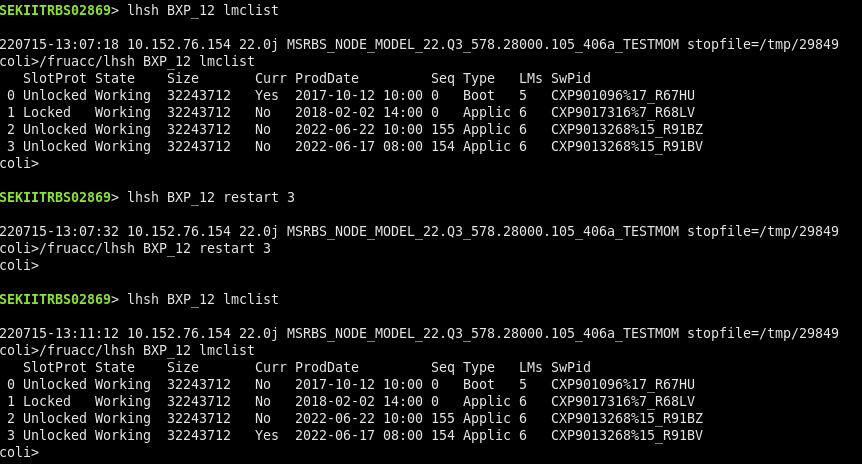 SEKIITRBS02869> lhsh BXP_12 lmclist
220715-13:07:18 10.152.76.154 22.0j MSRBS_NODE_MODEL_22.Q3_578.28000.105_406a_TESTMOM stopfile=/tmp/29849
coli>/fruacc/lhsh BXP_12 lmclist
SlotProt State Size Curr ProdDate Seq Type LMs SwPid
0 Unlocked Working 32243712 Yes 2017-10-12 10:00 0 Boot 5 CXP901096%17_R67HU
1 Locked Working 32243712 No 2018-02-02 14:00 0 Applic 6 CXP9017316%7_R68LV
2 Unlocked Working 32243712 No 2022-06-22 10:00 155 Applic 6 CXP9013268%15_R91BZ
3 Unlocked Working 32243712 No 2022-06-17 08:00 154 Applic 6 CXP9013268%15_R91BV
coli>
SEKIITRBS02869> lhsh BXP_12 restart 3
220715-13:07:32 10.152.76.154 22.0j MSRBS_NODE_MODEL_22.Q3_578.28000.105_406a_TESTMOM stopfile=/tmp/29849
coli>/fruacc/lhsh BXP_12 restart 3
coli>
SEKIITRBS02869> lhsh BXP_12 lmclist
220715-13:11:12 10.152.76.154 22.0j MSRBS_NODE_MODEL_22.Q3_578.28000.105_406a_TESTMOM stopfile=/tmp/29849
coli>/fruacc/lhsh BXP_12 lmclist
SlotProt State Size Curr ProdDate Seq Type LMs SwPid
0 Unlocked Working 32243712 No 2017-10-12 10:00 0 Boot 5 CXP901096%17_R67HU
1 Locked Working 32243712 No 2018-02-02 14:00 0 Applic 6 CXP9017316%7_R68LV
2 Unlocked Working 32243712 No 2022-06-22 10:00 155 Applic 6 CXP9013268%15_R91BZ
3 Unlocked Working 32243712 Yes 2022-06-17 08:00 154 Applic 6 CXP9013268%15_R91BV
coli>